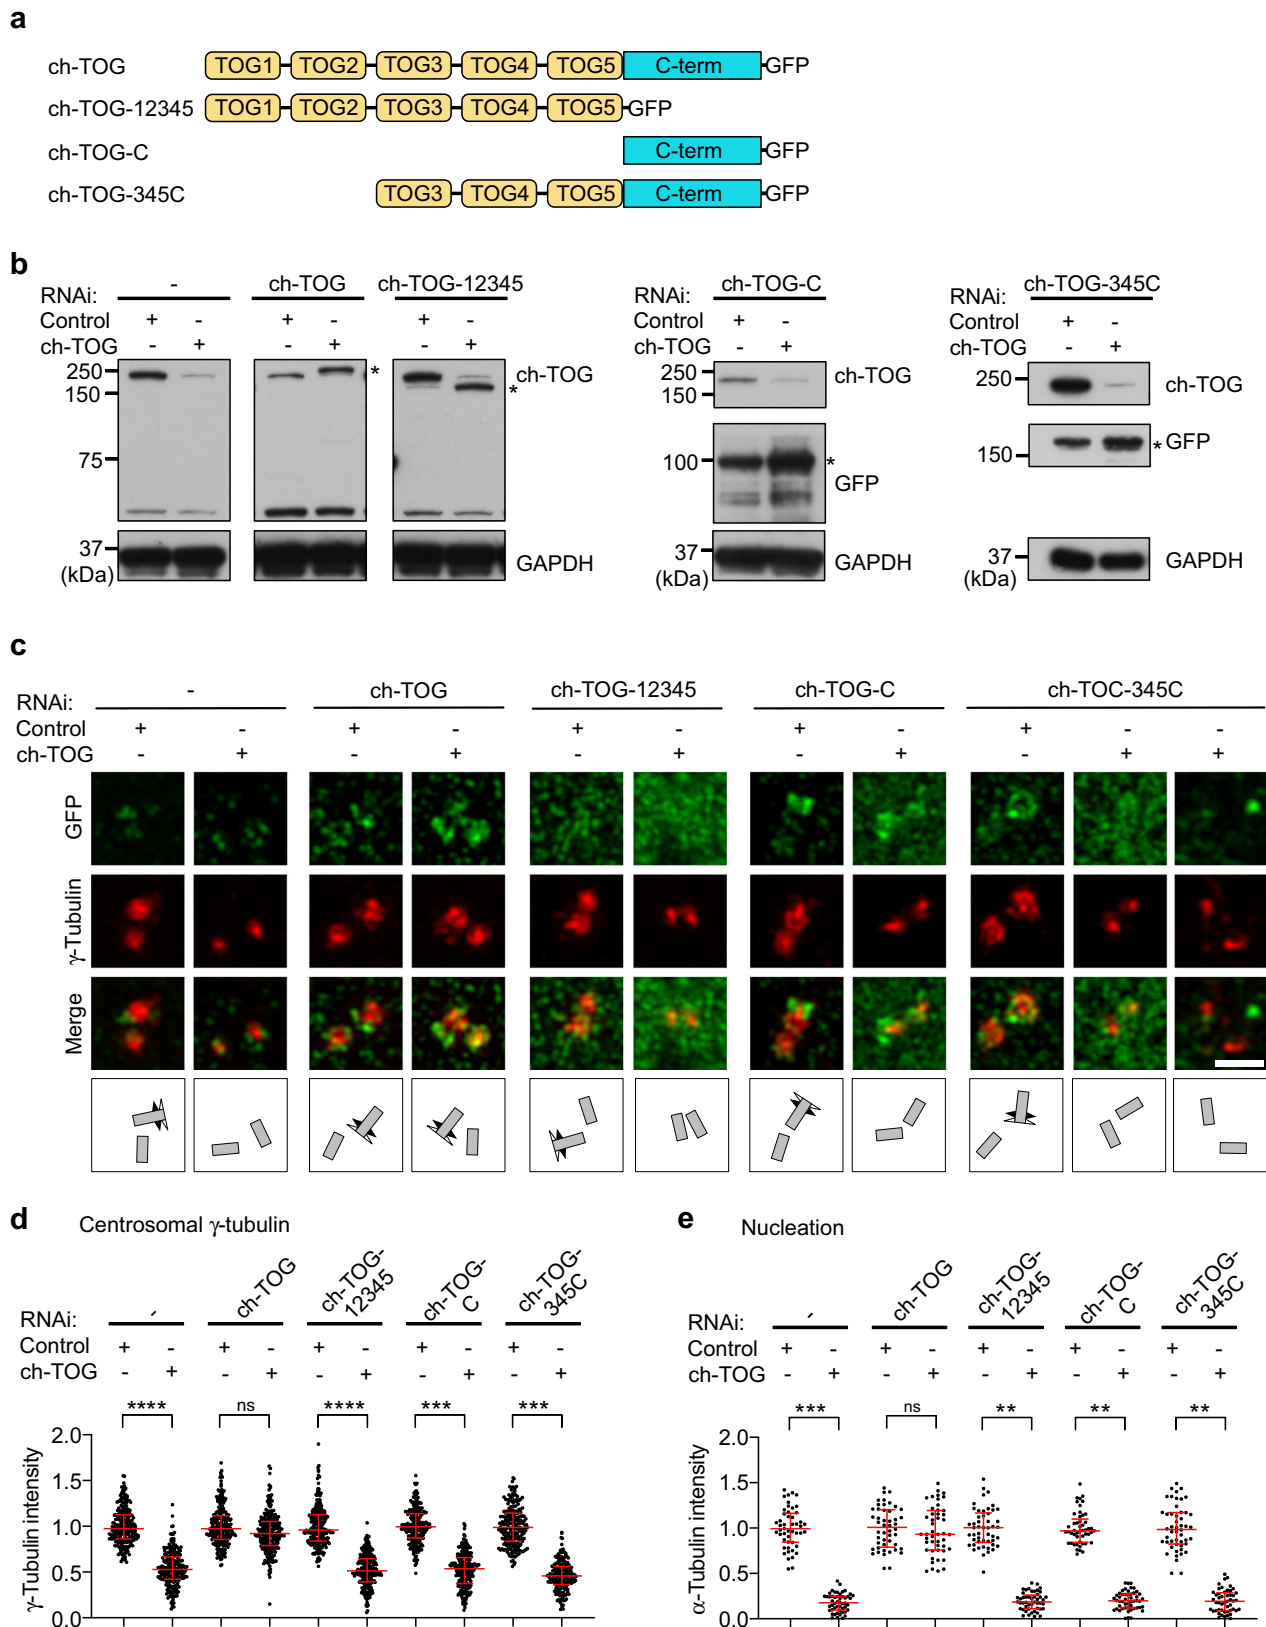 a
ch-TOG TOG1 TOG2 TOG3 TOG4 TOG5 C-term GFP
ch-TOG-12345 TOG1 TOG2 TOG3 TOG4 TOG5 GFP
ch-TOG-C C-term GFP
ch-TOG-345C TOG3 TOG4 TOG5 C-term GFP
b
RNAi: - ch-TOG ch-TOG-12345
Control + - + - + -
ch-TOG - + - + - +
250
150
75
37
(kDa)
* ch-TOG
*
GAPDH
RNAi: ch-TOG-C
Control + -
ch-TOG - +
250
150
ch-TOG
100
*
GFP
37
(kDa)
GAPDH
RNAi: ch-TOG-345C
Control + -
ch-TOG - +
250
ch-TOG
150
* GFP
37
(kDa)
GAPDH
c
RNAi: - ch-TOG ch-TOG-12345 ch-TOG-C ch-TOC-345C
Control + - + - + - + - + - -
ch-TOG - + - + - + - + - + +
GFP
γ-Tubulin
Merge
d Centrosomal γ-tubulin
RNAi: - ch-TOG ch-TOG-12345 ch-TOG-C ch-TOG-345C
Control + - + - + - + - + -
ch-TOG - + - + - + - + - +
**** ns **** *** ***
γ-Tubulin intensity
2.0
1.5
1.0
0.5
0.0
e Nucleation
RNAi: - ch-TOG ch-TOG-12345 ch-TOG-C ch-TOG-345C
Control + - + - + - + - + -
ch-TOG - + - + - + - + - +
*** ns ** ** **
α-Tubulin intensity
2.0
1.5
1.0
0.5
0